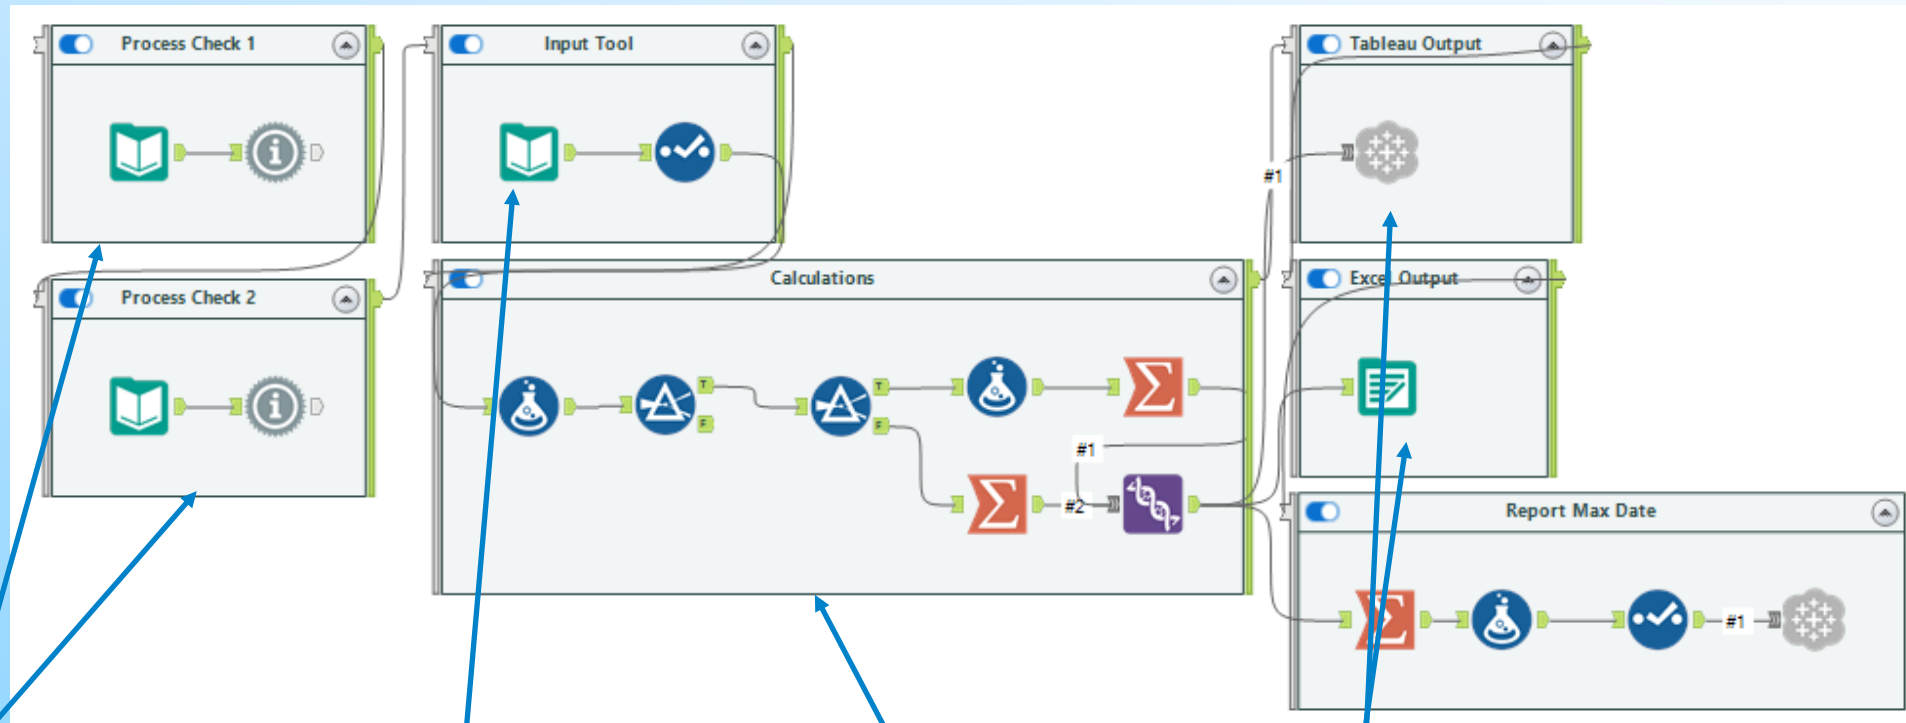 Process Check 1
Input Tool
Tableau Output
#1
Process Check 2
Calculations
Excel Output
T
F
T
F
#1
#2
Report Max Date
#1